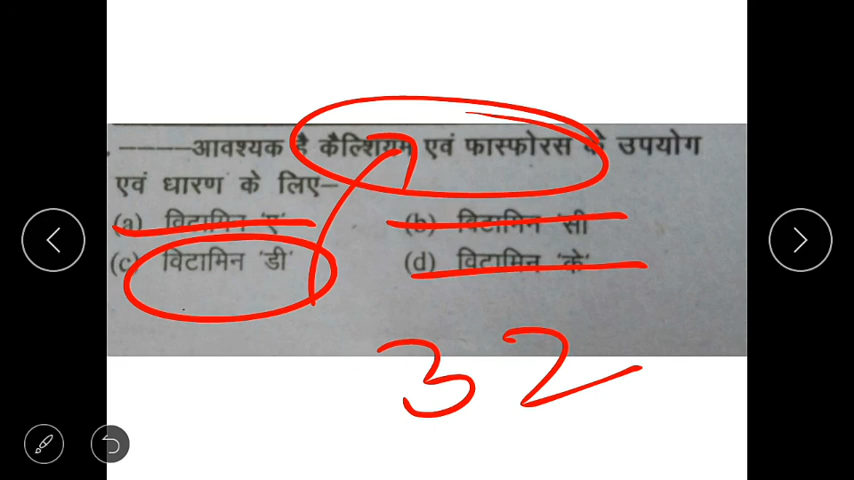 . ----आवश्यक है कैल्शियम एवं फास्फोरस के उपयोग
एवं धारण के लिए-
(a) विटामिन 'ए' (b) विटामिन 'सी'
(c) विटामिन 'डी' (d) विटामिन 'के'
32